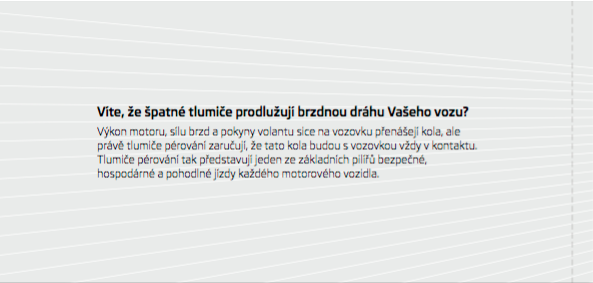 Víte, že špatné tlumiče prodlužují brzdnou dráhu Vašeho vozu?
Výkon motoru, sílu brzd a pokyny volantu sice na vozovku přenášejí kola, ale
právě tlumiče pérování zaručují, že tato kola budou s vozovkou vždy v kontaktu.
Tlumiče pérování tak představují jeden ze základních pilířů bezpečné,
hospodárné a pohodlné jízdy každého motorového vozidla.